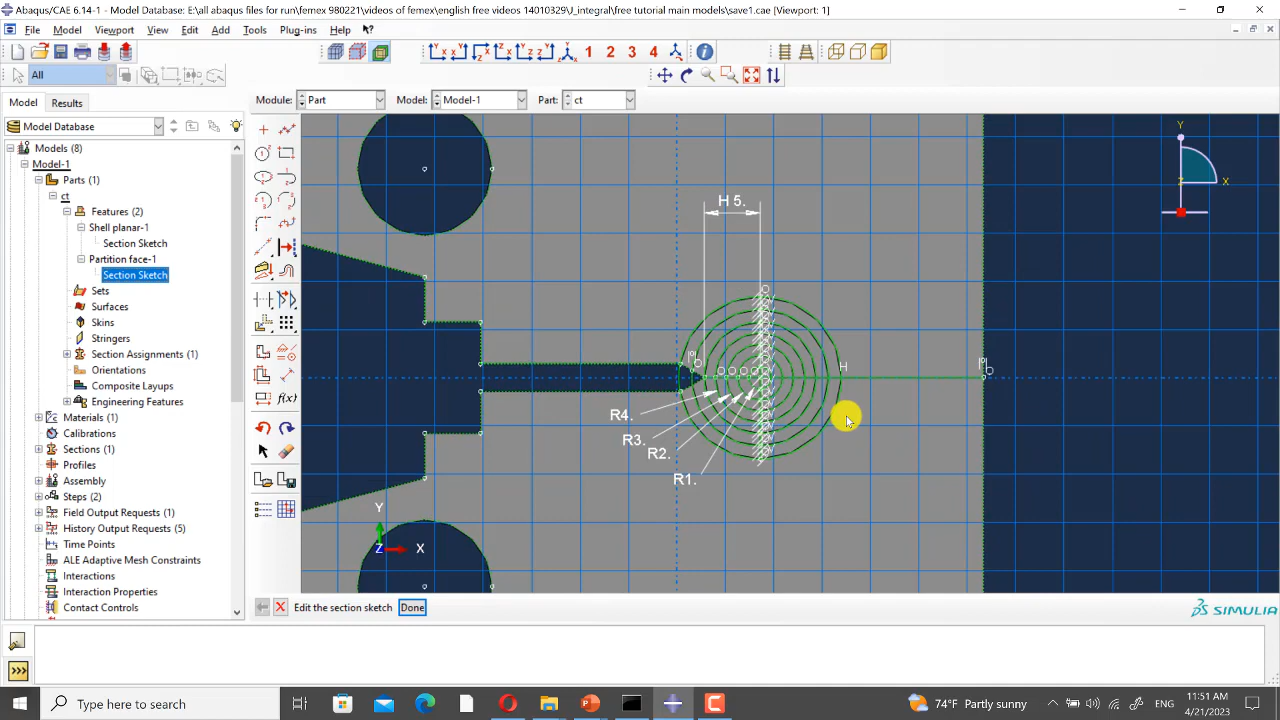 Abaqus/CAE 6.14-1 - Model Database: E:\all abaqus files for run\femex 980221\videos of femex\english free videos 14010329\J_integral\free tutorial main models\save1.cae [Viewport: 1]
File Model Viewport View Edit Add Tools Plug-ins Help
1 2 3 4
All
Model Results
Module: Part Model: Model-1 Part: ct
Model Database
Models (8)
Model-1
Parts (1)
ct
Features (2)
Shell planar-1
Section Sketch
Partition face-1
Section Sketch
Sets
Surfaces
Skins
Stringers
Section Assignments (1)
Orientations
Composite Layups
Engineering Features
Materials (1)
Calibrations
Sections (1)
Profiles
Assembly
Steps (2)
Field Output Requests (1)
History Output Requests (5)
Time Points
ALE Adaptive Mesh Constraints
Interactions
Interaction Properties
Contact Controls
f(x)
Y
Z
X
H 5.
H
R4.
R3.
R2.
R1.
Y
Z
X
Edit the section sketch Done
SIMULIA
Type here to search
74°F Partly sunny
ENG
11:51 AM
4/21/2023